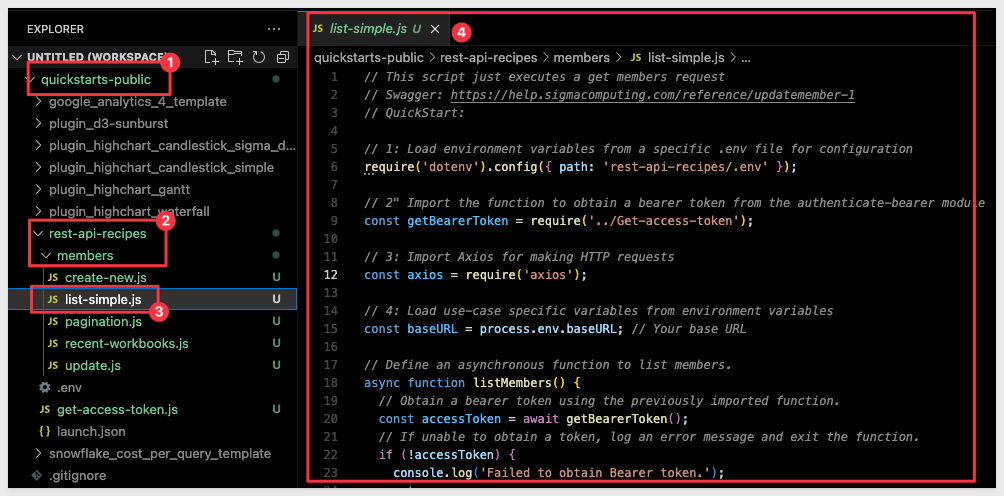 EXPLORER ...
UNTITLED (WORKSPACE)
1
quickstarts-public
google_analytics_4_template
plugin_d3-sunburst
plugin_highchart_candlestick_sigma_d...
plugin_highchart_candlestick_simple
plugin_highchart_gantt
plugin_highchart_waterfall
2
rest-api-recipes
members
JS create-new.js U
JS list-simple.js U
3
JS pagination.js U
JS recent-workbooks.js U
JS update.js U
.env
JS get-access-token.js U
{} launch.json
snowflake_cost_per_query_template
.gitignore
JS list-simple.js U ×
4
quickstarts-public > rest-api-recipes > members > JS list-simple.js > ...
1 // This script just executes a get members request
2 // Swagger: https://help.sigmacomputing.com/reference/updatemember-1
3 // QuickStart:
4
5 // 1: Load environment variables from a specific .env file for configuration
6 require('dotenv').config({ path: 'rest-api-recipes/.env' });
7
8 // 2" Import the function to obtain a bearer token from the authenticate-bearer module
9 const getBearerToken = require('../Get-access-token');
10
11 // 3: Import Axios for making HTTP requests
12 const axios = require('axios');
13
14 // 4: Load use-case specific variables from environment variables
15 const baseURL = process.env.baseURL; // Your base URL
16
17 // Define an asynchronous function to list members.
18 async function listMembers() {
19 // Obtain a bearer token using the previously imported function.
20 const accessToken = await getBearerToken();
21 // If unable to obtain a token, log an error message and exit the function.
22 if (!accessToken) {
23 console.log('Failed to obtain Bearer token.');